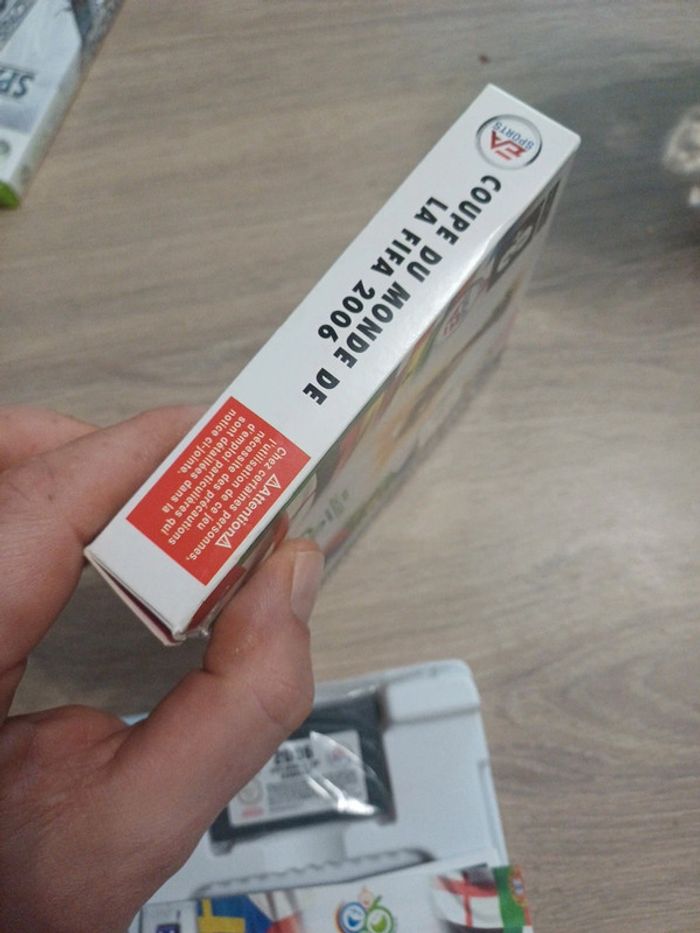 EA
SPORTS
COUPE DU MONDE DE
LA FIFA 2006
⚠Attention⚠
Chez certaines personnes,
l'utilisation de ce jeu
nécessite des précautions
d'emploi particulières qui
sont détaillées dans la
notice ci-jointe.